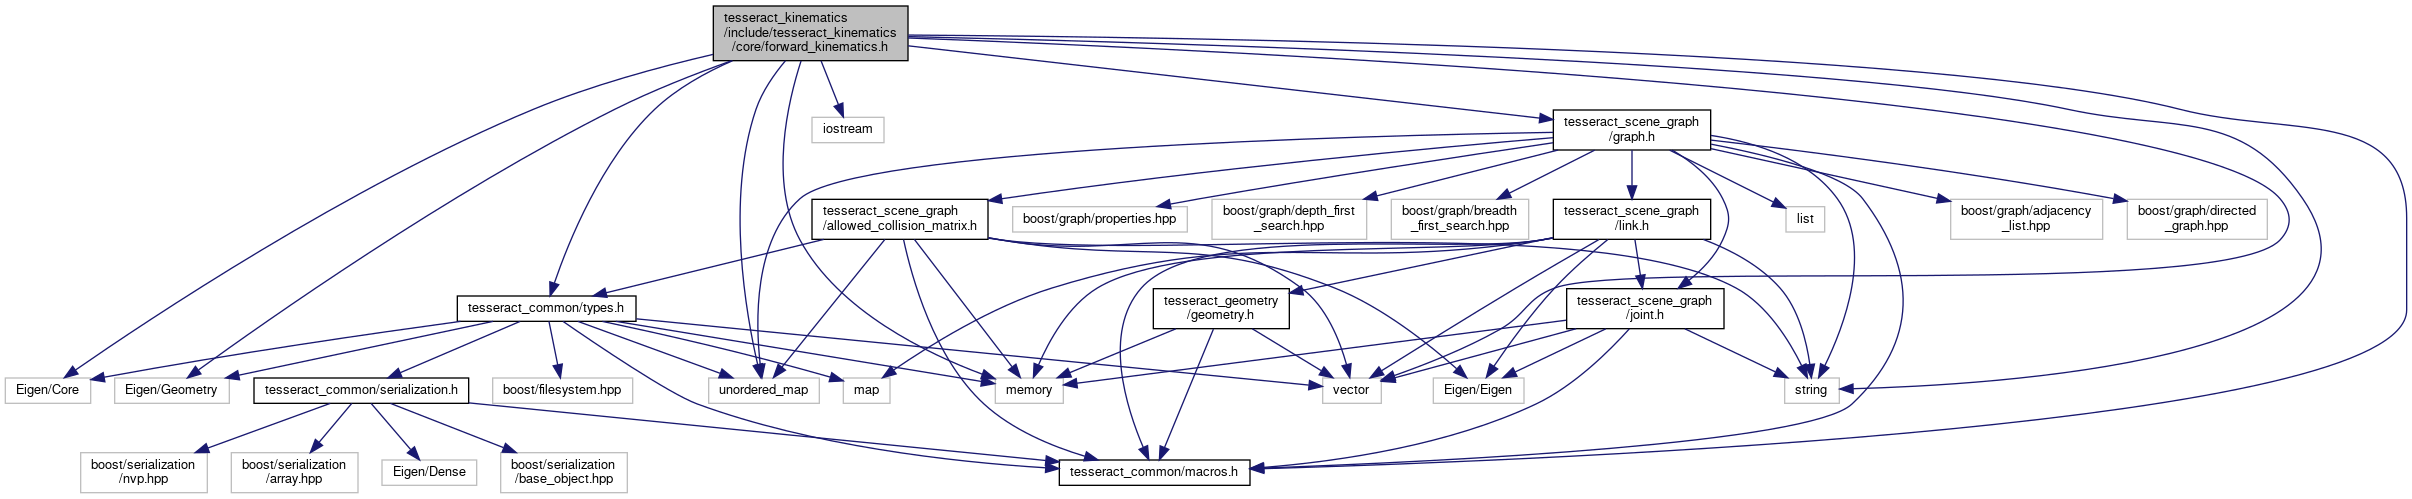 tesseract_kinematics
/include/tesseract_kinematics
/core/forward_kinematics.h
iostream
tesseract_scene_graph
/graph.h
tesseract_scene_graph
/allowed_collision_matrix.h
boost/graph/properties.hpp
boost/graph/depth_first
_search.hpp
boost/graph/breadth
_first_search.hpp
tesseract_scene_graph
/link.h
list
boost/graph/adjacency
_list.hpp
boost/graph/directed
_graph.hpp
tesseract_common/types.h
tesseract_geometry
/geometry.h
tesseract_scene_graph
/joint.h
Eigen/Core
Eigen/Geometry
tesseract_common/serialization.h
boost/filesystem.hpp
unordered_map
map
memory
vector
Eigen/Eigen
string
boost/serialization
/nvp.hpp
boost/serialization
/array.hpp
Eigen/Dense
boost/serialization
/base_object.hpp
tesseract_common/macros.h